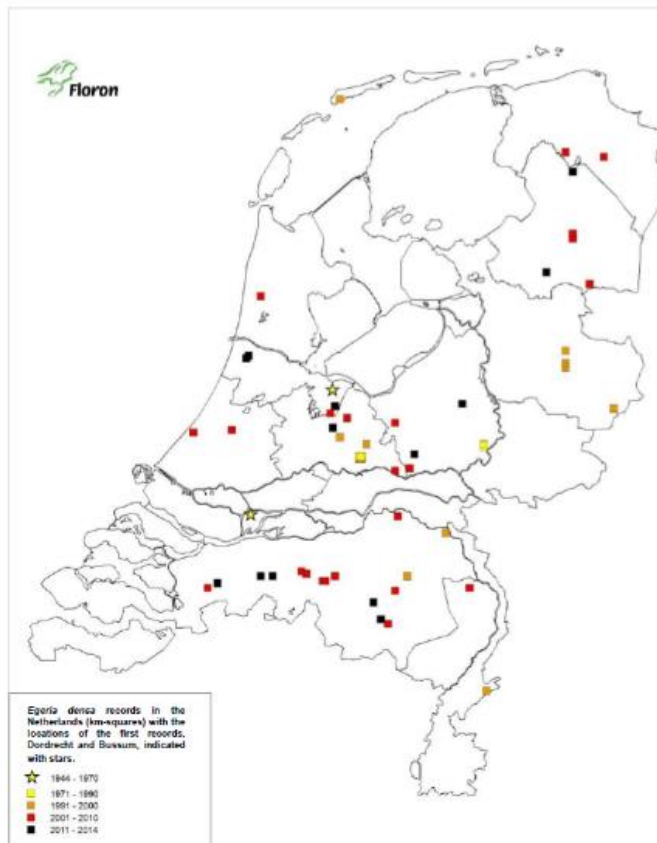 Floron
Egeria densa records in the
Netherlands (km-squares) with the
locations of the first records,
Dordrecht and Bussum, indicated
with stars.
1944 - 1970
1971 - 1990
1991 - 2000
2001 - 2010
2011 - 2014